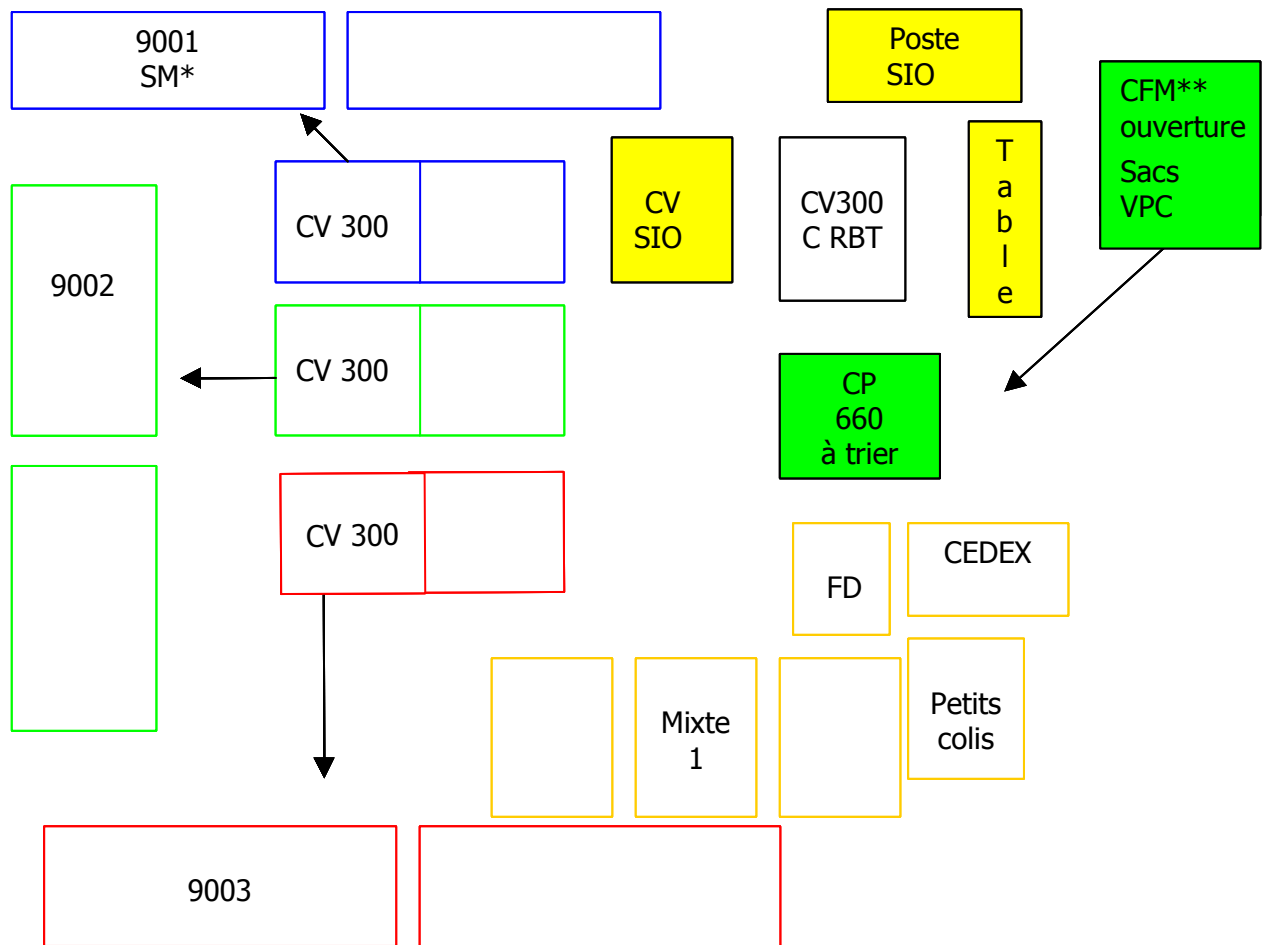 9001
SM*
Poste
SIO
CFM**
ouverture
Sacs
VPC
T
a
b
l
e
CV
SIO
CV300
C RBT
CV 300
9002
CV 300
CP
660
à trier
CV 300
CEDEX
FD
Mixte
1
Petits
colis
9003